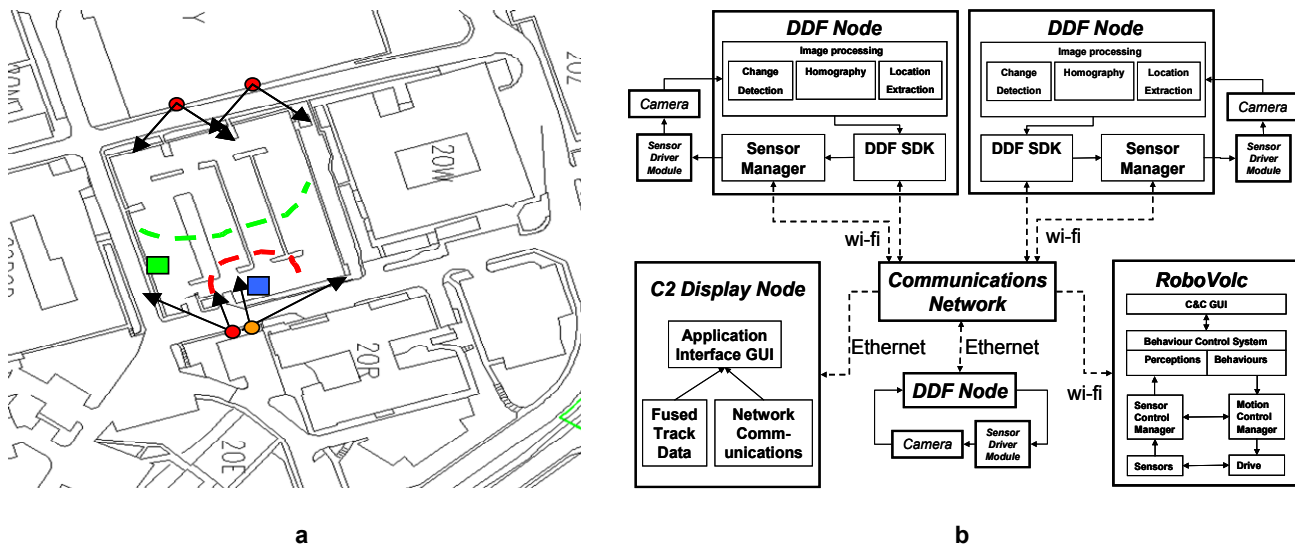 Y
20Z
20W
20R
20E
a
DDF Node
Image processing
Change
Detection
Homography
Location
Extraction
Camera
Sensor
Driver
Module
Sensor
Manager
DDF SDK
DDF Node
Image processing
Change
Detection
Homography
Location
Extraction
Camera
Sensor
Driver
Module
DDF SDK
Sensor
Manager
wi-fi
wi-fi
C2 Display Node
Application
Interface GUI
Fused
Track
Data
Network
Comm-
unications
Communications
Network
Ethernet
Ethernet
wi-fi
DDF Node
Camera
Sensor
Driver
Module
RoboVolc
C&C GUI
Behaviour Control System
Perceptions
Behaviours
Sensor
Control
Manager
Motion
Control
Manager
Sensors
Drive
b